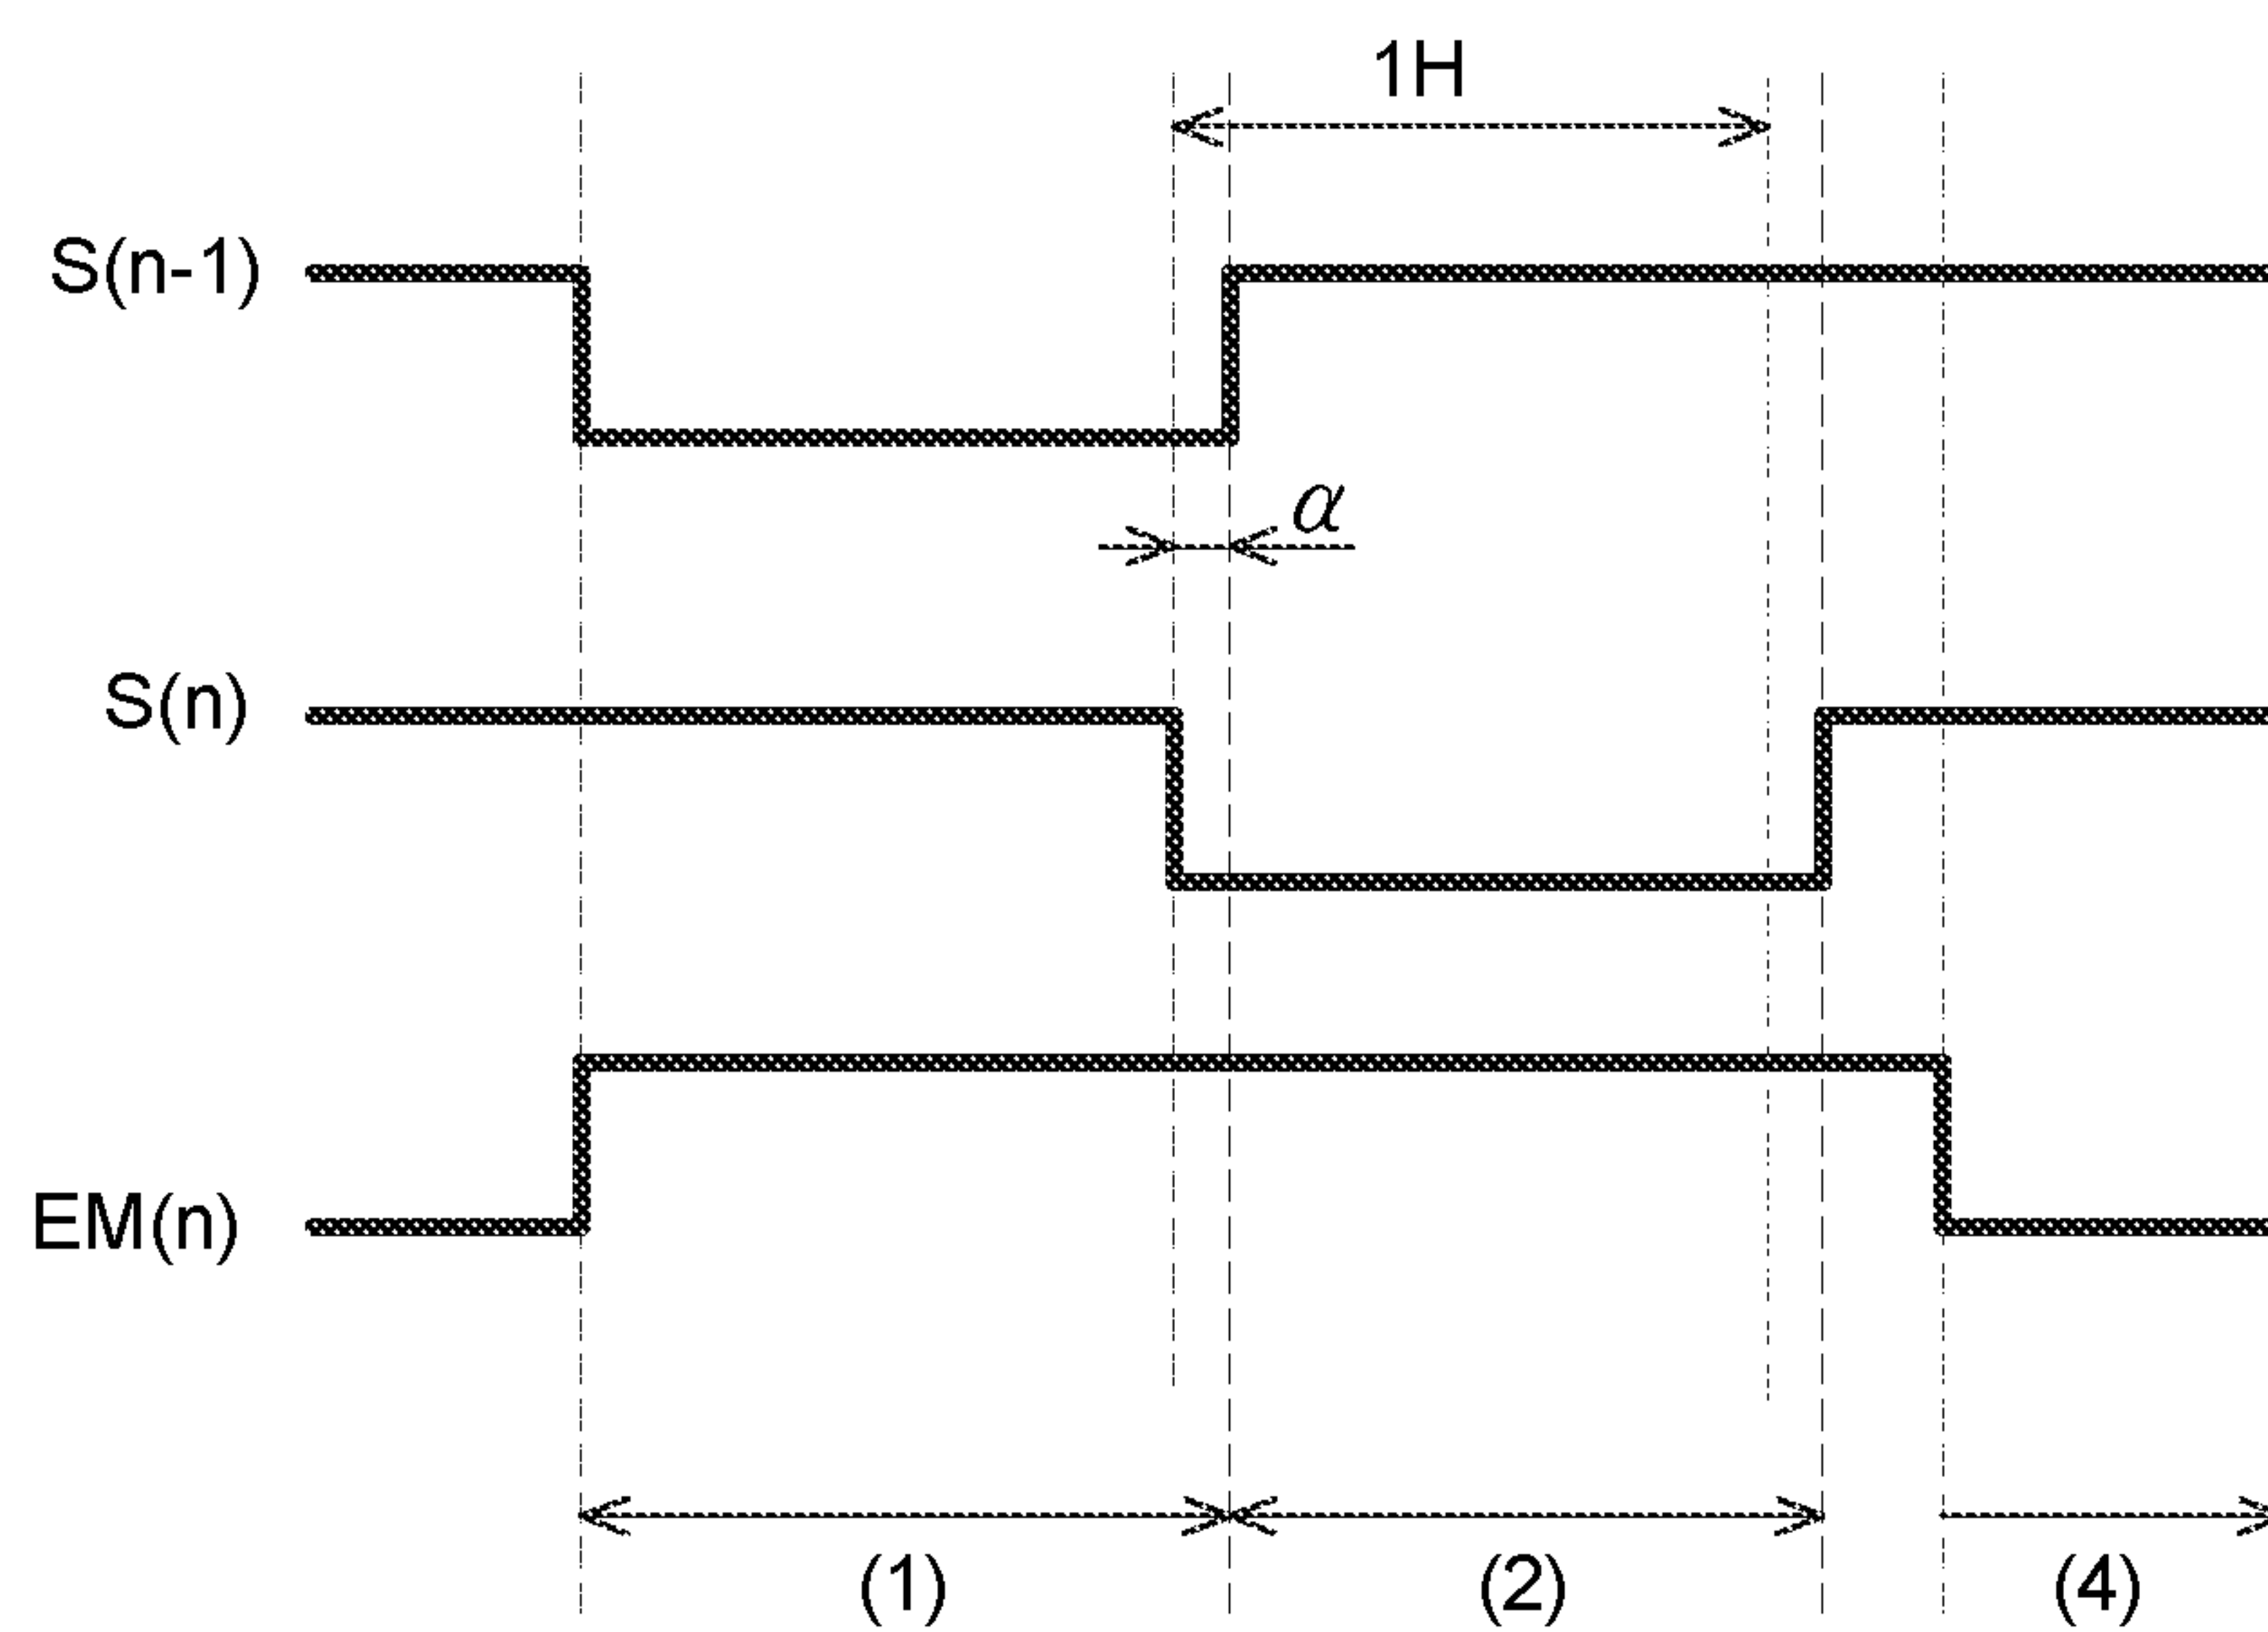 1H
S(n-1)
α
S(n)
EM(n)
(1)
(2)
(4)